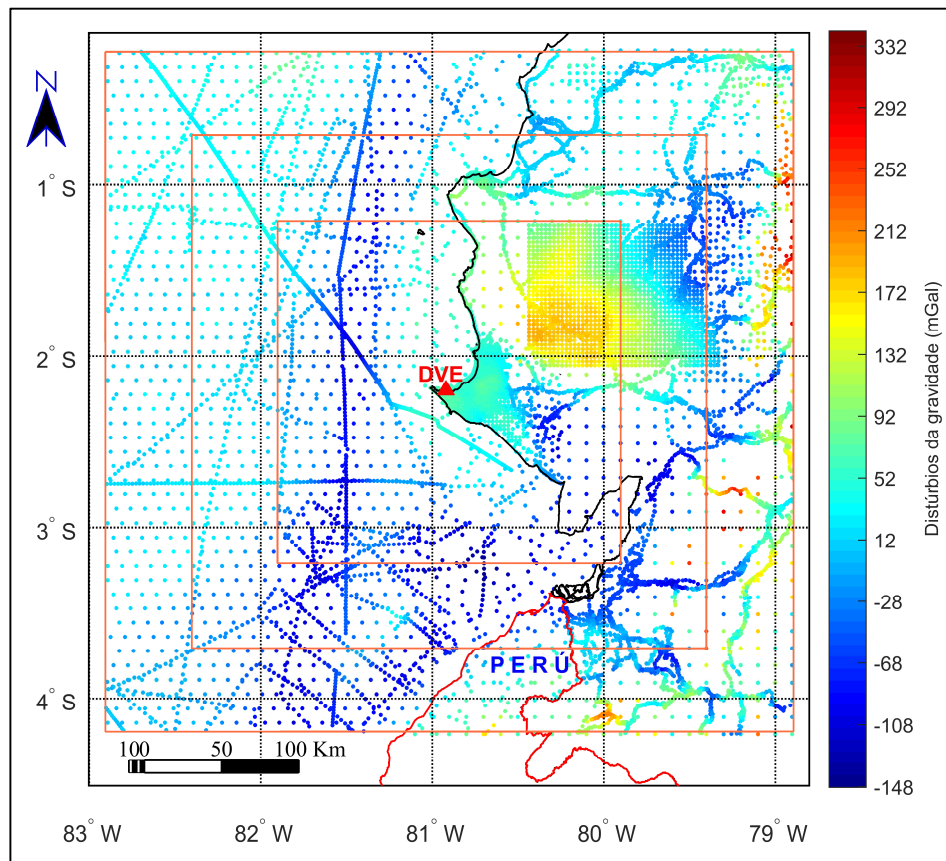 N
1° S
2° S
3° S
4° S
DVE
PERÚ
100 50 100 Km
83° W 82° W 81° W 80° W 79° W
332
292
252
212
172
132
92
52
12
-28
-68
-108
-148
Distúrbios da gravidade (mGal)